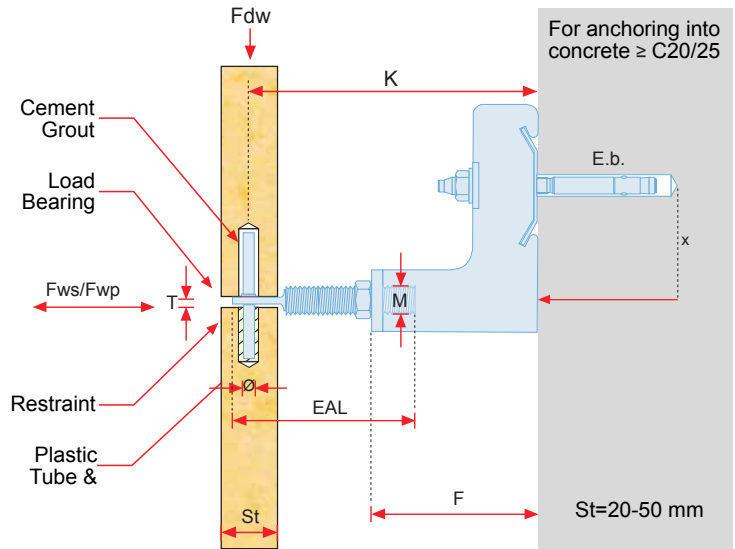 Fdw
For anchoring into
concrete ≥ C20/25
K
Cement
Grout
E.b.
Load
Bearing
x
Fws/Fwp
T
M
Ø
Restraint
EAL
Plastic
Tube &
F
St
St=20-50 mm